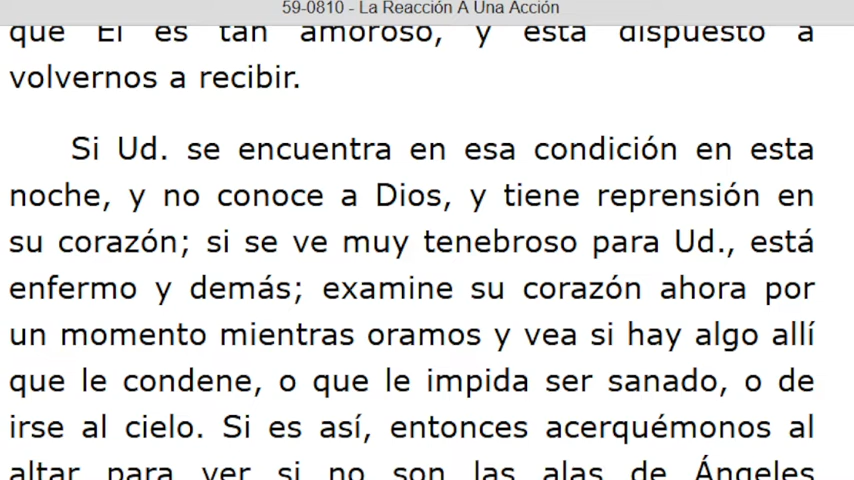 59-0810 - La Reacción A Una Acción
que Él es tan amoroso, y está dispuesto a
volvernos a recibir.
Si Ud. se encuentra en esa condición en esta
noche, y no conoce a Dios, y tiene reprensión en
su corazón; si se ve muy tenebroso para Ud., está
enfermo y demás; examine su corazón ahora por
un momento mientras oramos y vea si hay algo allí
que le condene, o que le impida ser sanado, o de
irse al cielo. Si es así, entonces acerquémonos al
altar para ver si no son las alas de Ángeles